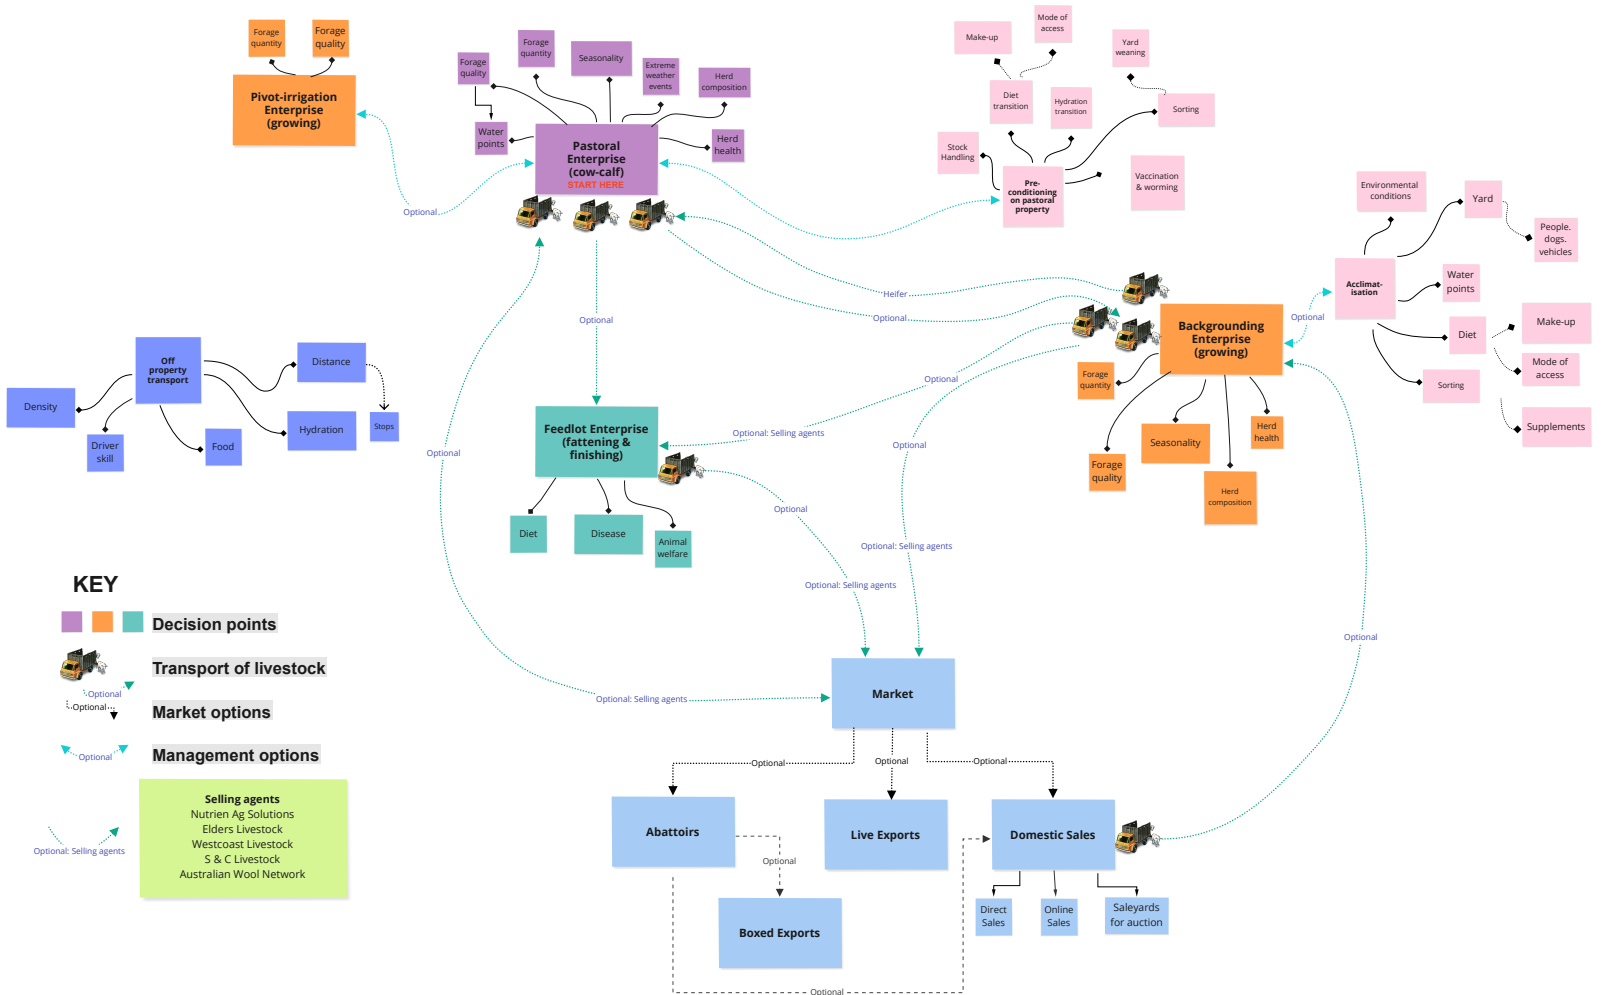 Forage
quantity
Forage
quality
Pivot-irrigation
Enterprise
(growing)
Forage
quality
Forage
quantity
Seasonality
Extreme
weather
events
Herd
composition
Water
points
Herd
health
Pastoral
Enterprise
(cow-calf)
START HERE
Optional
Make-up
Mode of
access
Yard
weaning
Diet
transition
Hydration
transition
Sorting
Stock
Handling
Pre-
conditioning
on pastoral
property
Vaccination
& worming
Environmental
conditions
Yard
People.
dogs.
vehicles
Acclimat-
isation
Water
points
Diet
Make-up
Mode of
access
Sorting
Supplements
Optional
Heifer
Optional
Optional
Backgrounding
Enterprise
(growing)
Forage
quantity
Forage
quality
Seasonality
Herd
health
Herd
composition
Off
property
transport
Distance
Density
Driver
skill
Food
Hydration
Stops
Feedlot Enterprise
(fattening &
finishing)
Diet
Disease
Animal
welfare
Optional
Optional: Selling agents
Optional
Optional
Optional
Optional: Selling agents
Optional: Selling agents
Optional
Optional: Selling agents
KEY
Decision points
Transport of livestock
Optional
Optional
Market options
Optional
Management options
Optional: Selling agents
Selling agents
Nutrien Ag Solutions
Elders Livestock
Westcoast Livestock
S & C Livestock
Australian Wool Network
Market
Optional
Optional
Optional
Abattoirs
Live Exports
Domestic Sales
Optional
Boxed Exports
Direct
Sales
Online
Sales
Saleyards
for auction
Optional